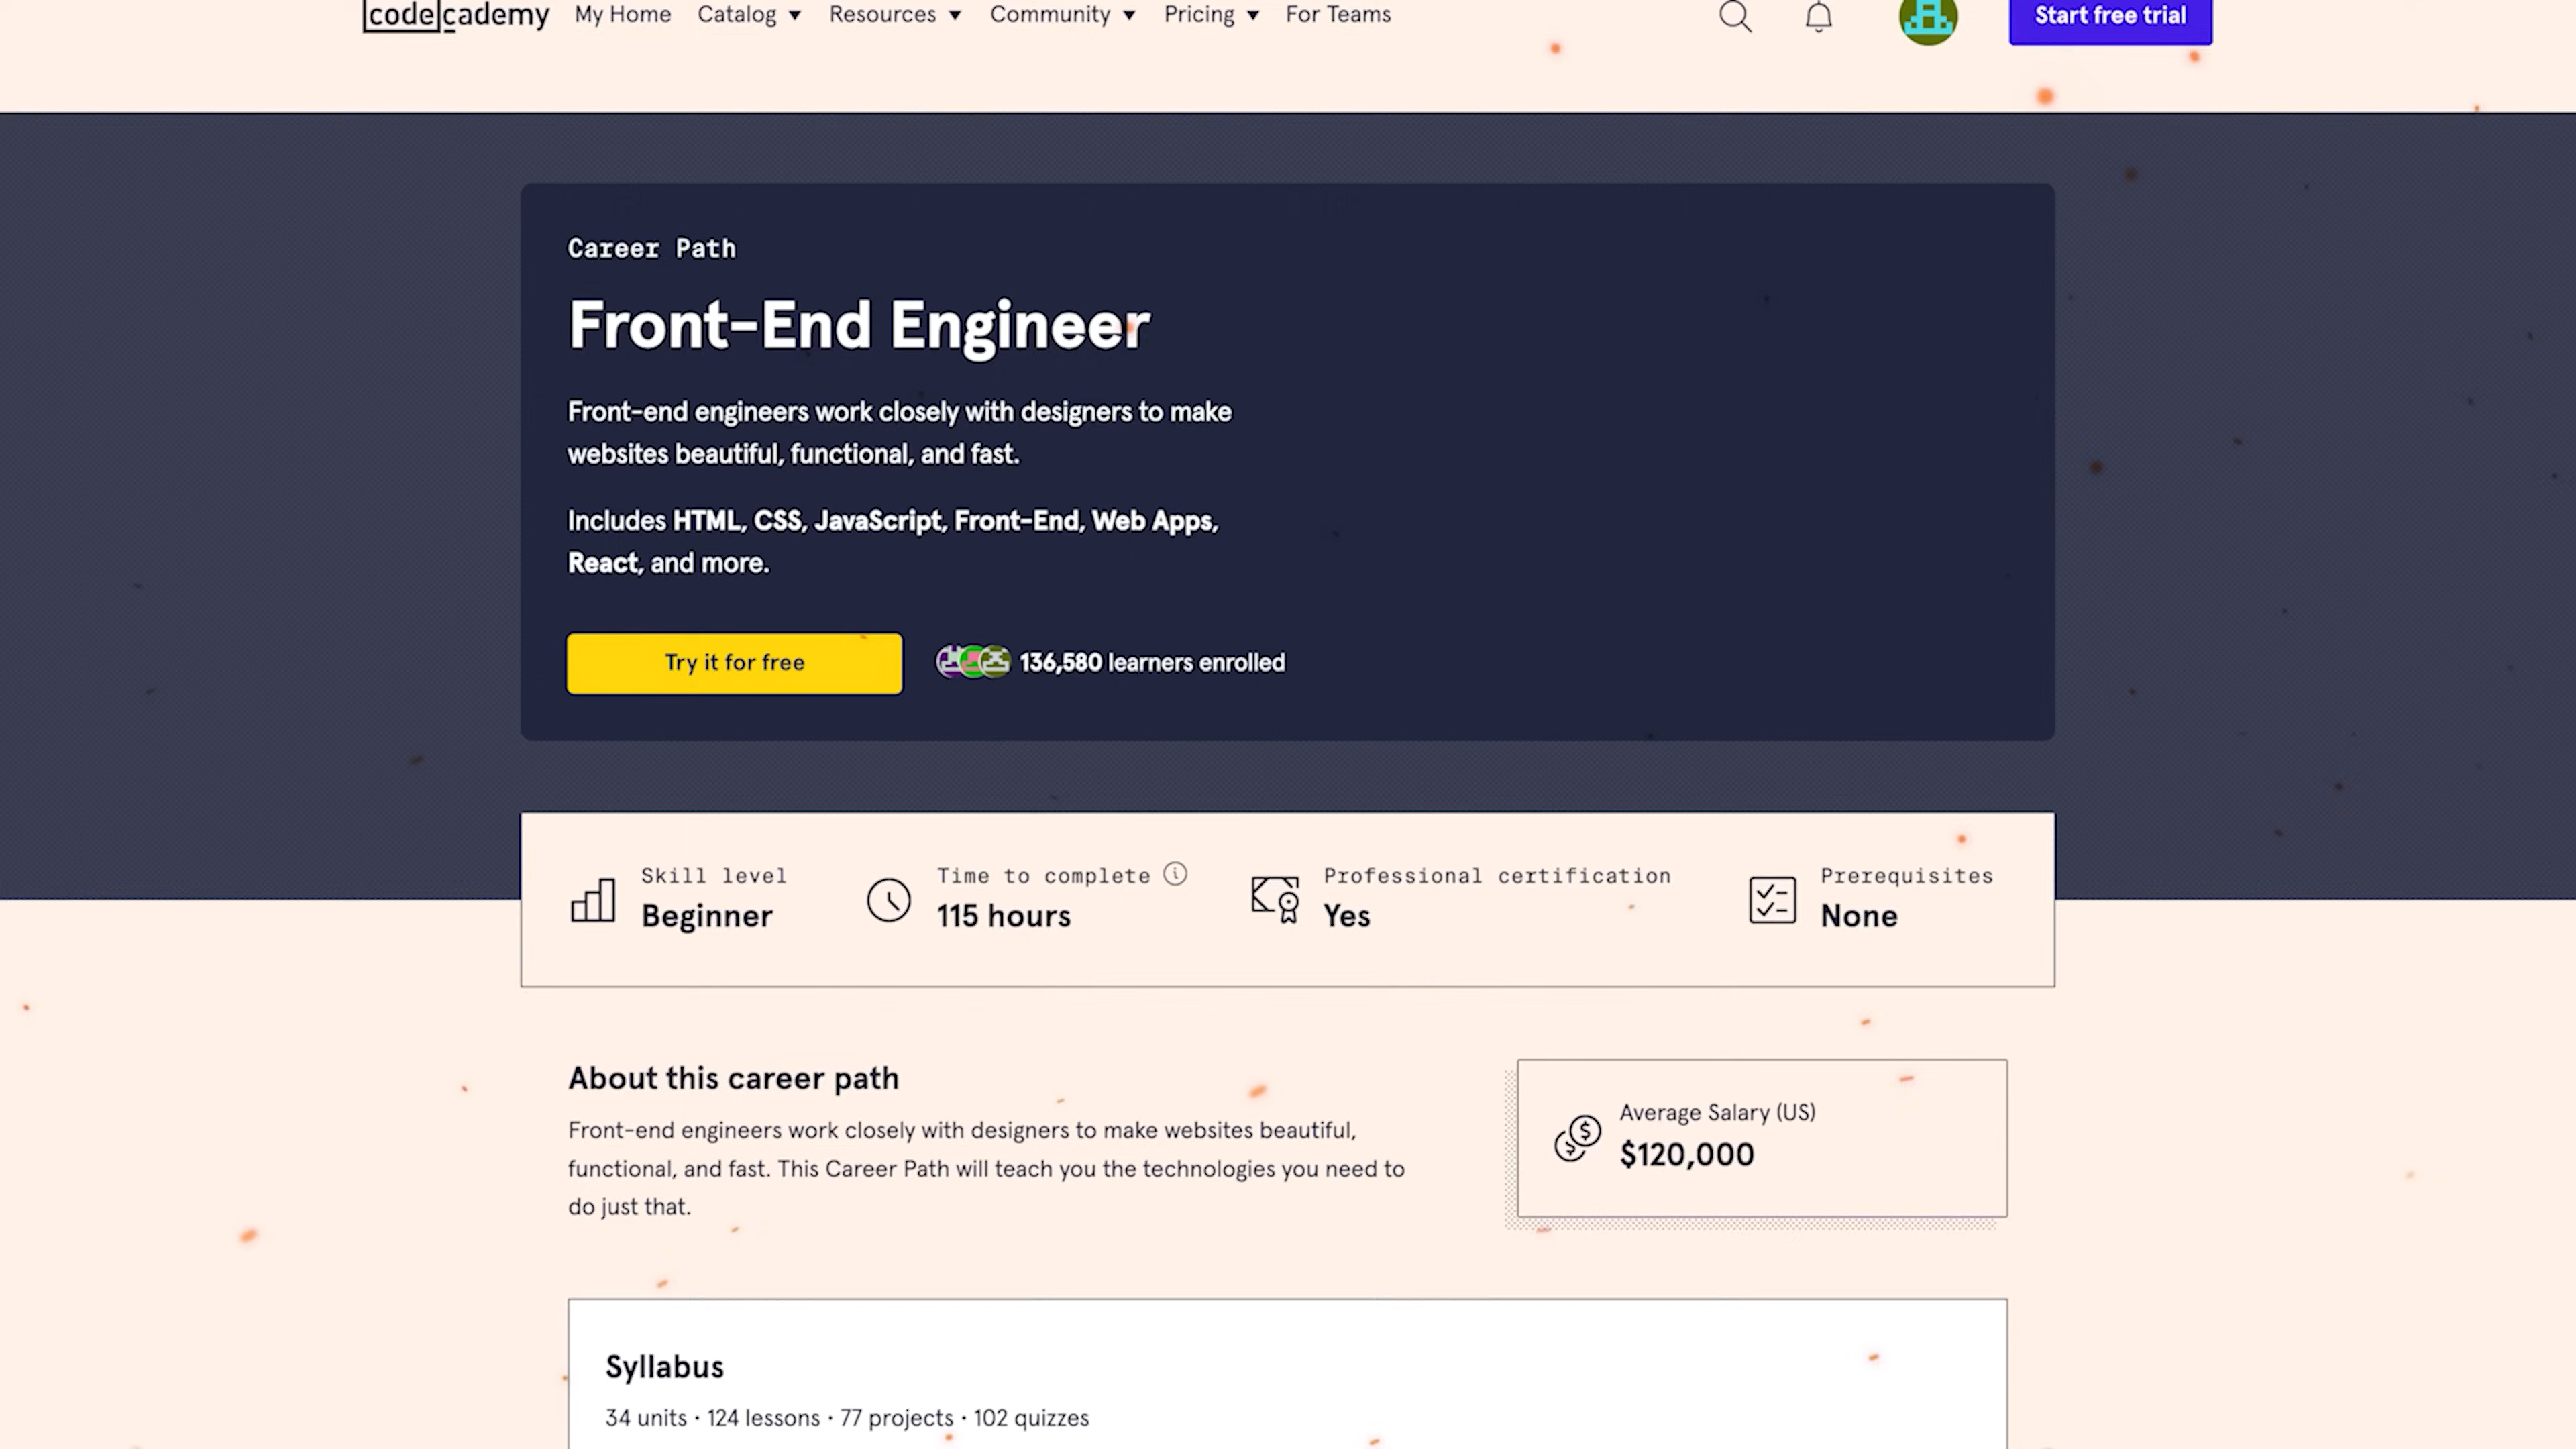 codecademy My Home Catalog Resources Community Pricing For Teams Start free trial
Career Path
Front-End Engineer
Front-end engineers work closely with designers to make
websites beautiful, functional, and fast.
Includes HTML, CSS, JavaScript, Front-End, Web Apps,
React, and more.
Try it for free 136,580 learners enrolled
Skill level
Beginner
Time to complete
115 hours
Professional certification
Yes
Prerequisites
None
About this career path
Front-end engineers work closely with designers to make websites beautiful,
functional, and fast. This Career Path will teach you the technologies you need to
do just that.
Average Salary (US)
$120,000
Syllabus
34 units · 124 lessons · 77 projects · 102 quizzes